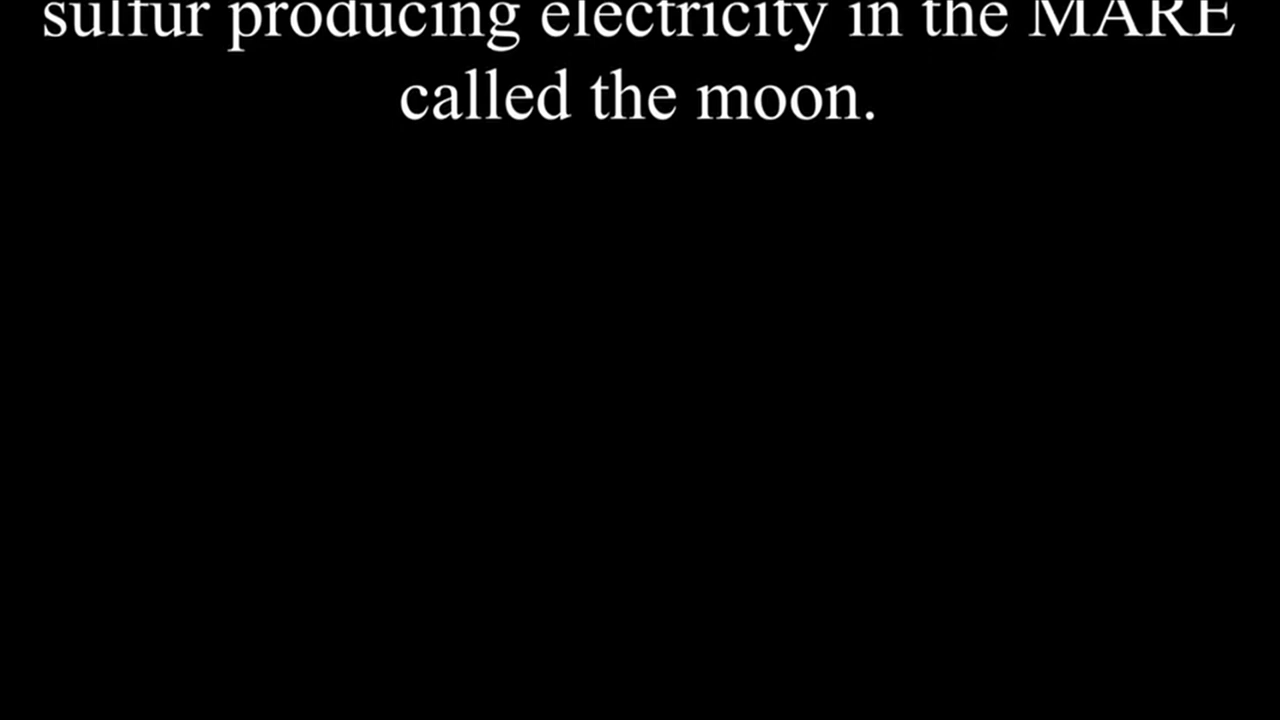 sulfur producing electricity in the MARE
called the moon.